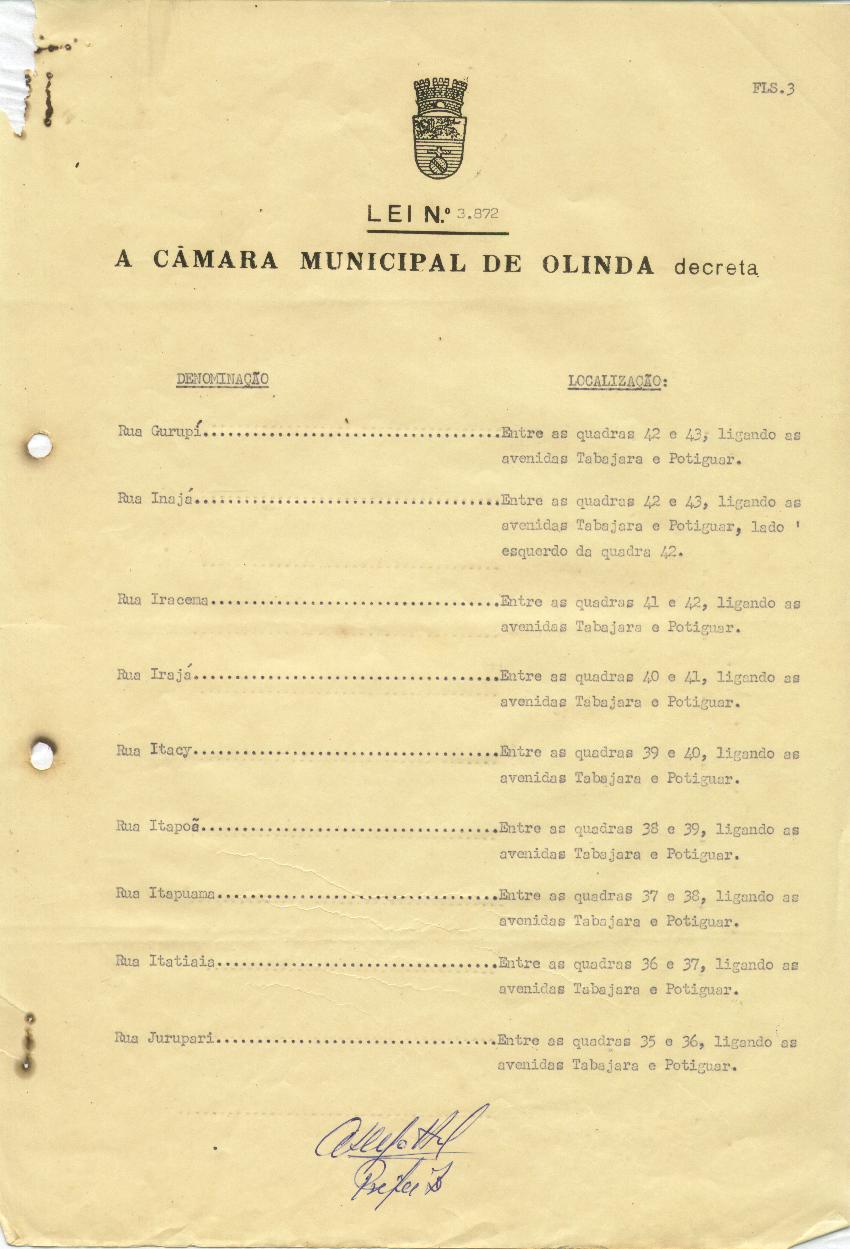 FLS.3
LEI N.º 3.872
A CÂMARA MUNICIPAL DE OLINDA decreta
DENOMINAÇÃO LOCALIZAÇÃO:
Rua Gurupí..................................Entre as quadras 42 e 43, ligando as
avenidas Tabajara e Potiguar.
Rua Inajá...................................Entre as quadras 42 e 43, ligando as
avenidas Tabajara e Potiguar, lado '
esquerdo da quadra 42.
Rua Iracema.................................Entre as quadras 41 e 42, ligando as
avenidas Tabajara e Potiguar.
Rua Irajá...................................Entre as quadras 40 e 41, ligando as
avenidas Tabajara e Potiguar.
Rua Itacy...................................Entre as quadras 39 e 40, ligando as
avenidas Tabajara e Potiguar.
Rua Itapoã..................................Entre as quadras 38 e 39, ligando as
avenidas Tabajara e Potiguar.
Rua Itapuama................................Entre as quadras 37 e 38, ligando as
avenidas Tabajara e Potiguar.
Rua Itatiaia................................Entre as quadras 36 e 37, ligando as
avenidas Tabajara e Potiguar.
Rua Jurupari................................Entre as quadras 35 e 36, ligando as
avenidas Tabajara e Potiguar.
Prefeito